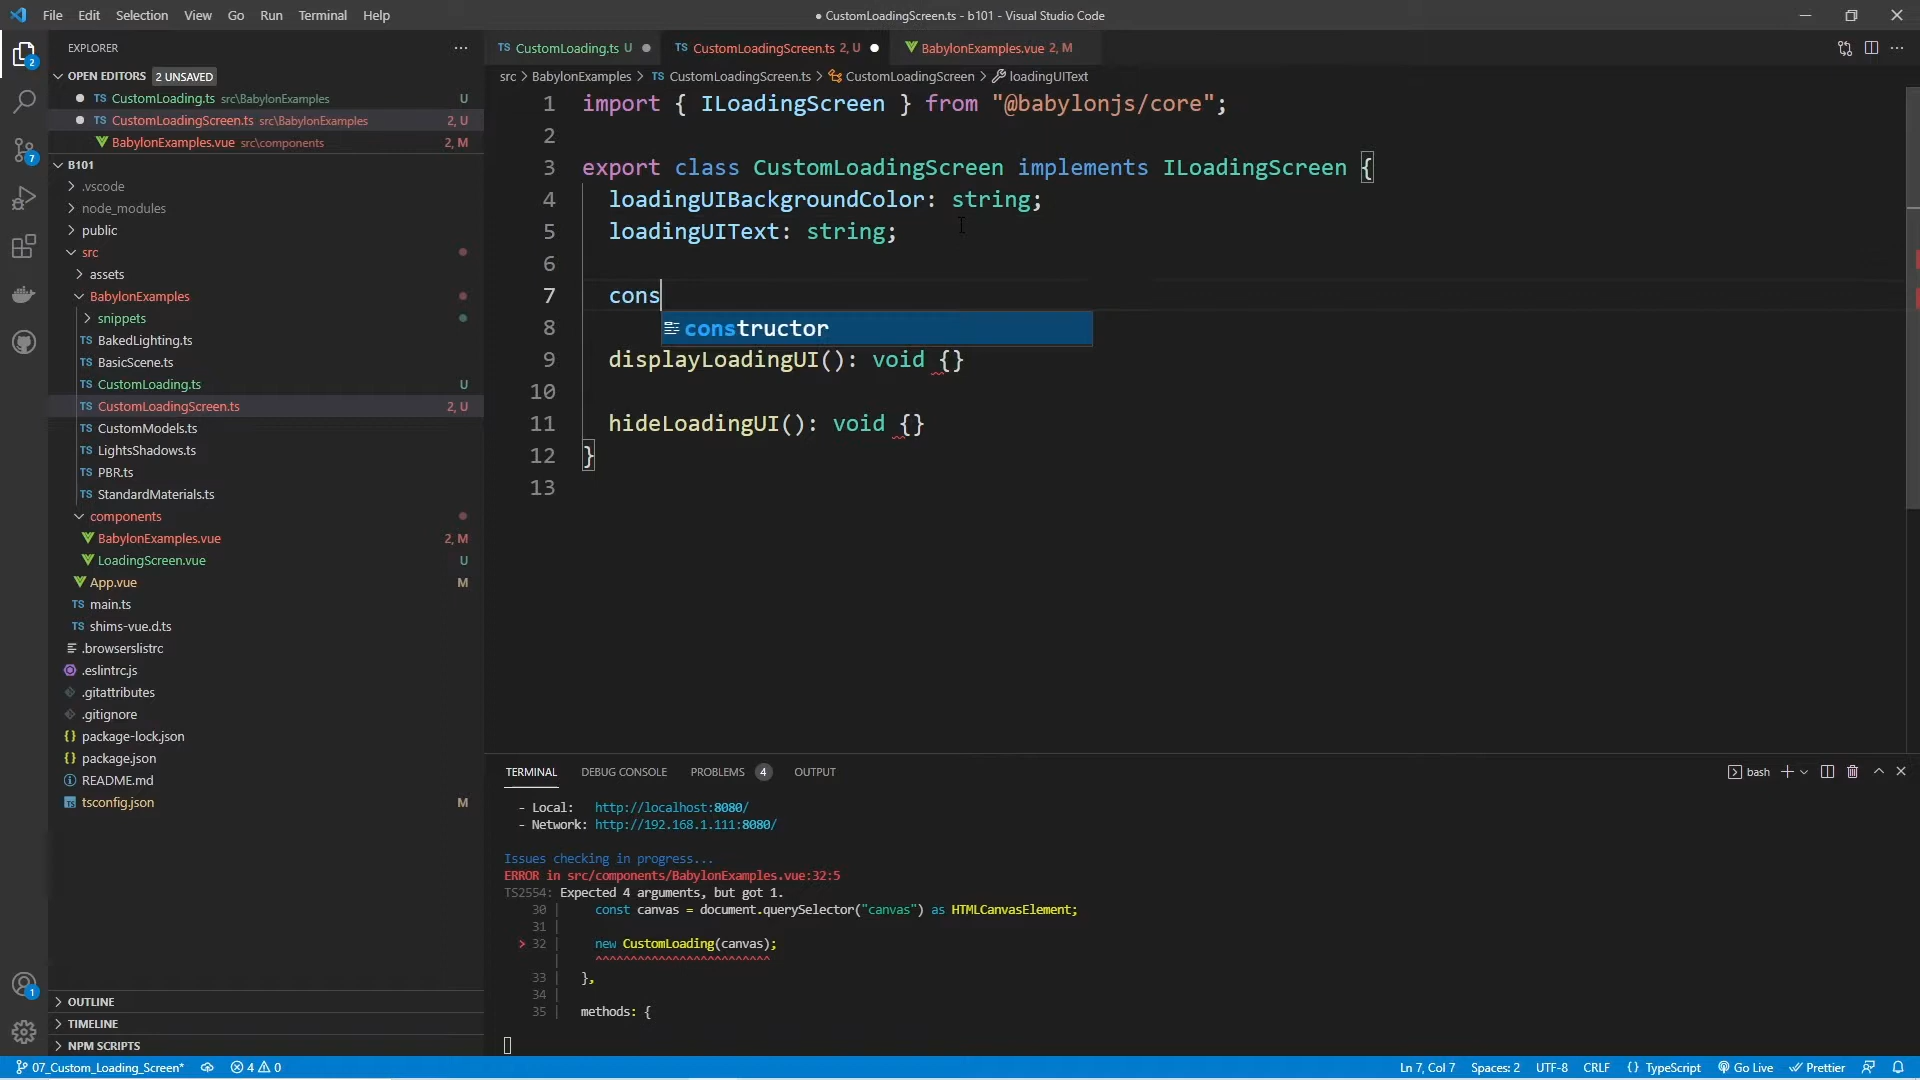 File Edit Selection View Go Run Terminal Help
● CustomLoadingScreen.ts - b101 - Visual Studio Code
EXPLORER
OPEN EDITORS 2 UNSAVED
TS CustomLoading.ts src\BabylonExamples U
TS CustomLoadingScreen.ts src\BabylonExamples 2, U
BabylonExamples.vue src\components 2, M
B101
.vscode
node_modules
public
src
assets
BabylonExamples
snippets
TS BakedLighting.ts
TS BasicScene.ts
TS CustomLoading.ts U
TS CustomLoadingScreen.ts 2, U
TS CustomModels.ts
TS LightsShadows.ts
TS PBR.ts
TS StandardMaterials.ts
components
BabylonExamples.vue 2, M
LoadingScreen.vue U
App.vue M
TS main.ts
TS shims-vue.d.ts
.browserslistrc
.eslintrc.js
.gitattributes
.gitignore
{} package-lock.json
{} package.json
README.md
tsconfig.json M
OUTLINE
TIMELINE
NPM SCRIPTS
2
7
1
TS CustomLoading.ts U TS CustomLoadingScreen.ts 2, U BabylonExamples.vue 2, M
src > BabylonExamples > TS CustomLoadingScreen.ts > CustomLoadingScreen > loadingUIText
1 import { ILoadingScreen } from "@babylonjs/core";
2
3 export class CustomLoadingScreen implements ILoadingScreen {
4 loadingUIBackgroundColor: string;
5 loadingUIText: string;
6
7 cons
8 constructor
9 displayLoadingUI(): void {}
10
11 hideLoadingUI(): void {}
12 }
13
TERMINAL DEBUG CONSOLE PROBLEMS 4 OUTPUT
bash
- Local: http://localhost:8080/
- Network: http://192.168.1.111:8080/
Issues checking in progress...
ERROR in src/components/BabylonExamples.vue:32:5
TS2554: Expected 4 arguments, but got 1.
30 | const canvas = document.querySelector("canvas") as HTMLCanvasElement;
31 |
> 32 | new CustomLoading(canvas);
| ^^^^^^^^^^^^^^^^^^^^^^^^^
33 | },
34 |
35 | methods: {
07_Custom_Loading_Screen* 4 0
Ln 7, Col 7 Spaces: 2 UTF-8 CRLF {} TypeScript Go Live Prettier